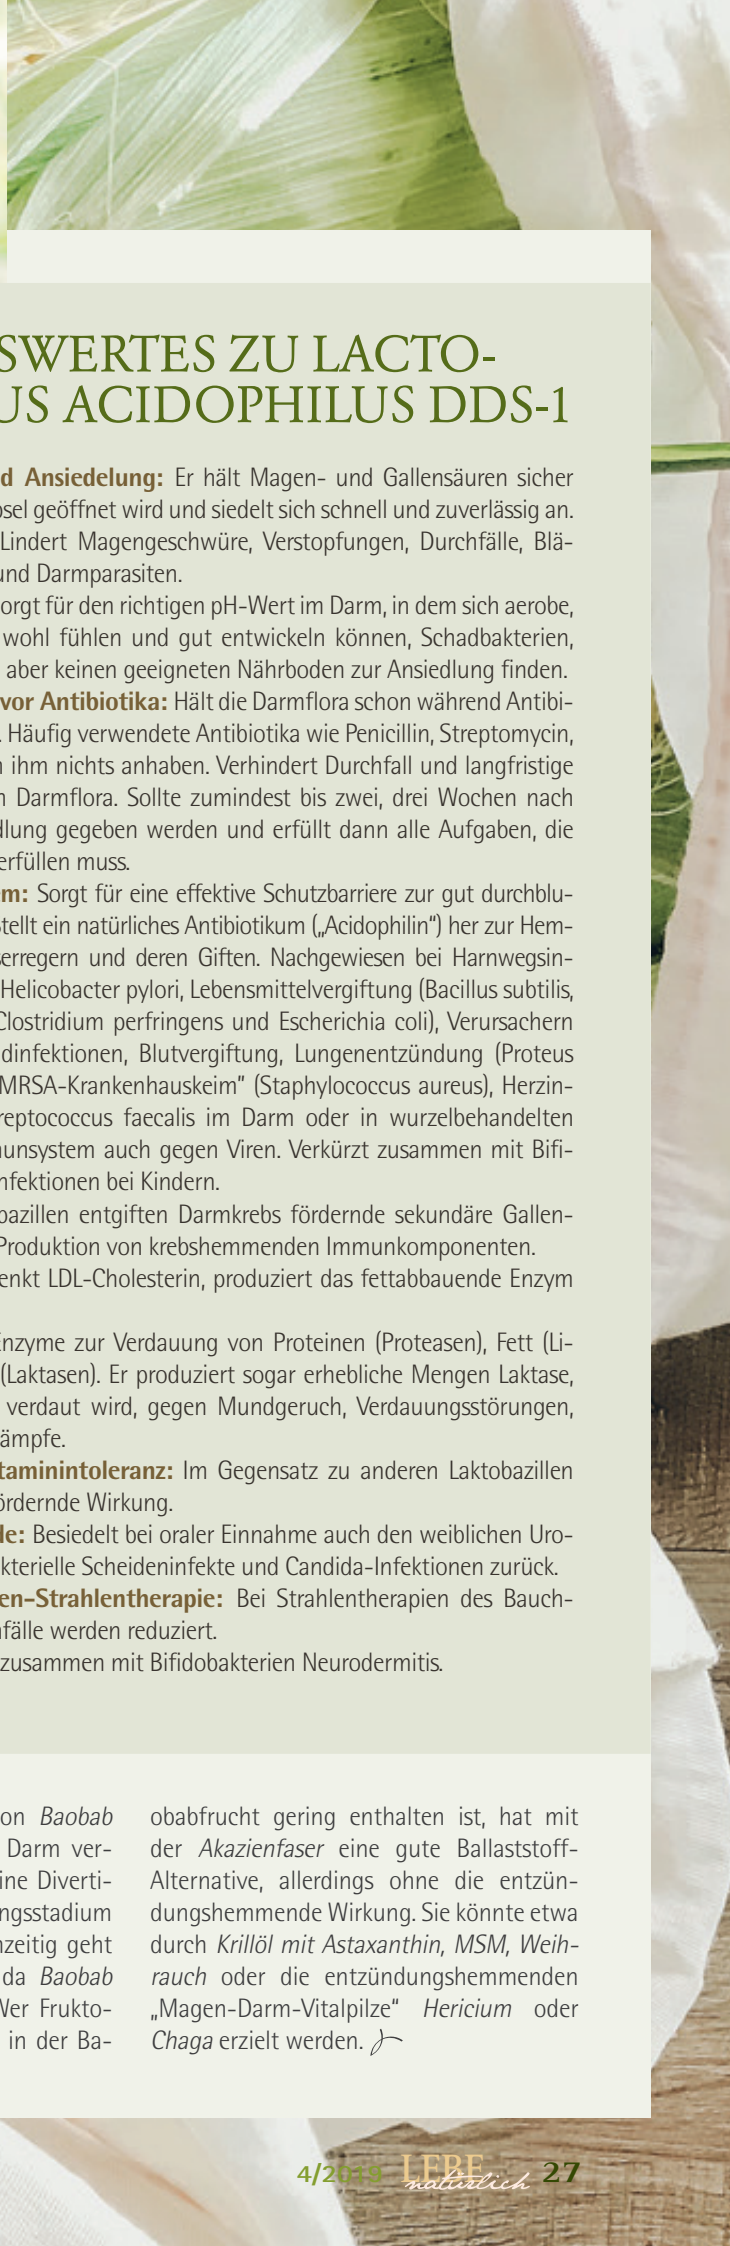 SWERTES ZU LACTO-
US ACIDOPHILUS DDS-1
d Ansiedelung: Er hält Magen- und Gallensäuren sicher
psel geöffnet wird und siedelt sich schnell und zuverlässig an.
Lindert Magengeschwüre, Verstopfungen, Durchfälle, Blä-
und Darmparasiten.
orgt für den richtigen pH-Wert im Darm, in dem sich aerobe,
wohl fühlen und gut entwickeln können, Schadbakterien,
aber keinen geeigneten Nährboden zur Ansiedlung finden.
vor Antibiotika: Hält die Darmflora schon während Antibi-
. Häufig verwendete Antibiotika wie Penicillin, Streptomycin,
n ihm nichts anhaben. Verhindert Durchfall und langfristige
n Darmflora. Sollte zumindest bis zwei, drei Wochen nach
dlung gegeben werden und erfüllt dann alle Aufgaben, die
erfüllen muss.
m: Sorgt für eine effektive Schutzbarriere zur gut durchblu-
Stellt ein natürliches Antibiotikum („Acidophilin“) her zur Hem-
serregern und deren Giften. Nachgewiesen bei Harnwegsin-
Helicobacter pylori, Lebensmittelvergiftung (Bacillus subtilis,
Clostridium perfringens und Escherichia coli), Verursachern
dinfektionen, Blutvergiftung, Lungenentzündung (Proteus
MRSA-Krankenhauskeim” (Staphylococcus aureus), Herzin-
reptococcus faecalis im Darm oder in wurzelbehandelten
unsystem auch gegen Viren. Verkürzt zusammen mit Bifi-
nfektionen bei Kindern.
bazillen entgiften Darmkrebs fördernde sekundäre Gallen-
Produktion von krebshemmenden Immunkomponenten.
enkt LDL-Cholesterin, produziert das fettabbauende Enzym
Enzyme zur Verdauung von Proteinen (Proteasen), Fett (Li-
(Laktasen). Er produziert sogar erhebliche Mengen Laktase,
verdaut wird, gegen Mundgeruch, Verdauungsstörungen,
ämpfe.
taminintoleranz: Im Gegensatz zu anderen Laktobazillen
ördernde Wirkung.
de: Besiedelt bei oraler Einnahme auch den weiblichen Uro-
kterielle Scheideninfekte und Candida-Infektionen zurück.
en-Strahlentherapie: Bei Strahlentherapien des Bauch-
nfälle werden reduziert.
zusammen mit Bifidobakterien Neurodermitis.
on Baobab
Darm ver-
ine Diverti-
ngsstadium
nzeitig geht
da Baobab
Wer Frukto-
in der Ba-
obabfrucht gering enthalten ist, hat mit
der Akazienfaser eine gute Ballaststoff-
Alternative, allerdings ohne die entzün-
dungshemmende Wirkung. Sie könnte etwa
durch Krillöl mit Astaxanthin, MSM, Weih-
rauch oder die entzündungshemmenden
„Magen-Darm-Vitalpilze“ Hericium oder
Chaga erzielt werden.
4/2019 LEBE natürlich 27